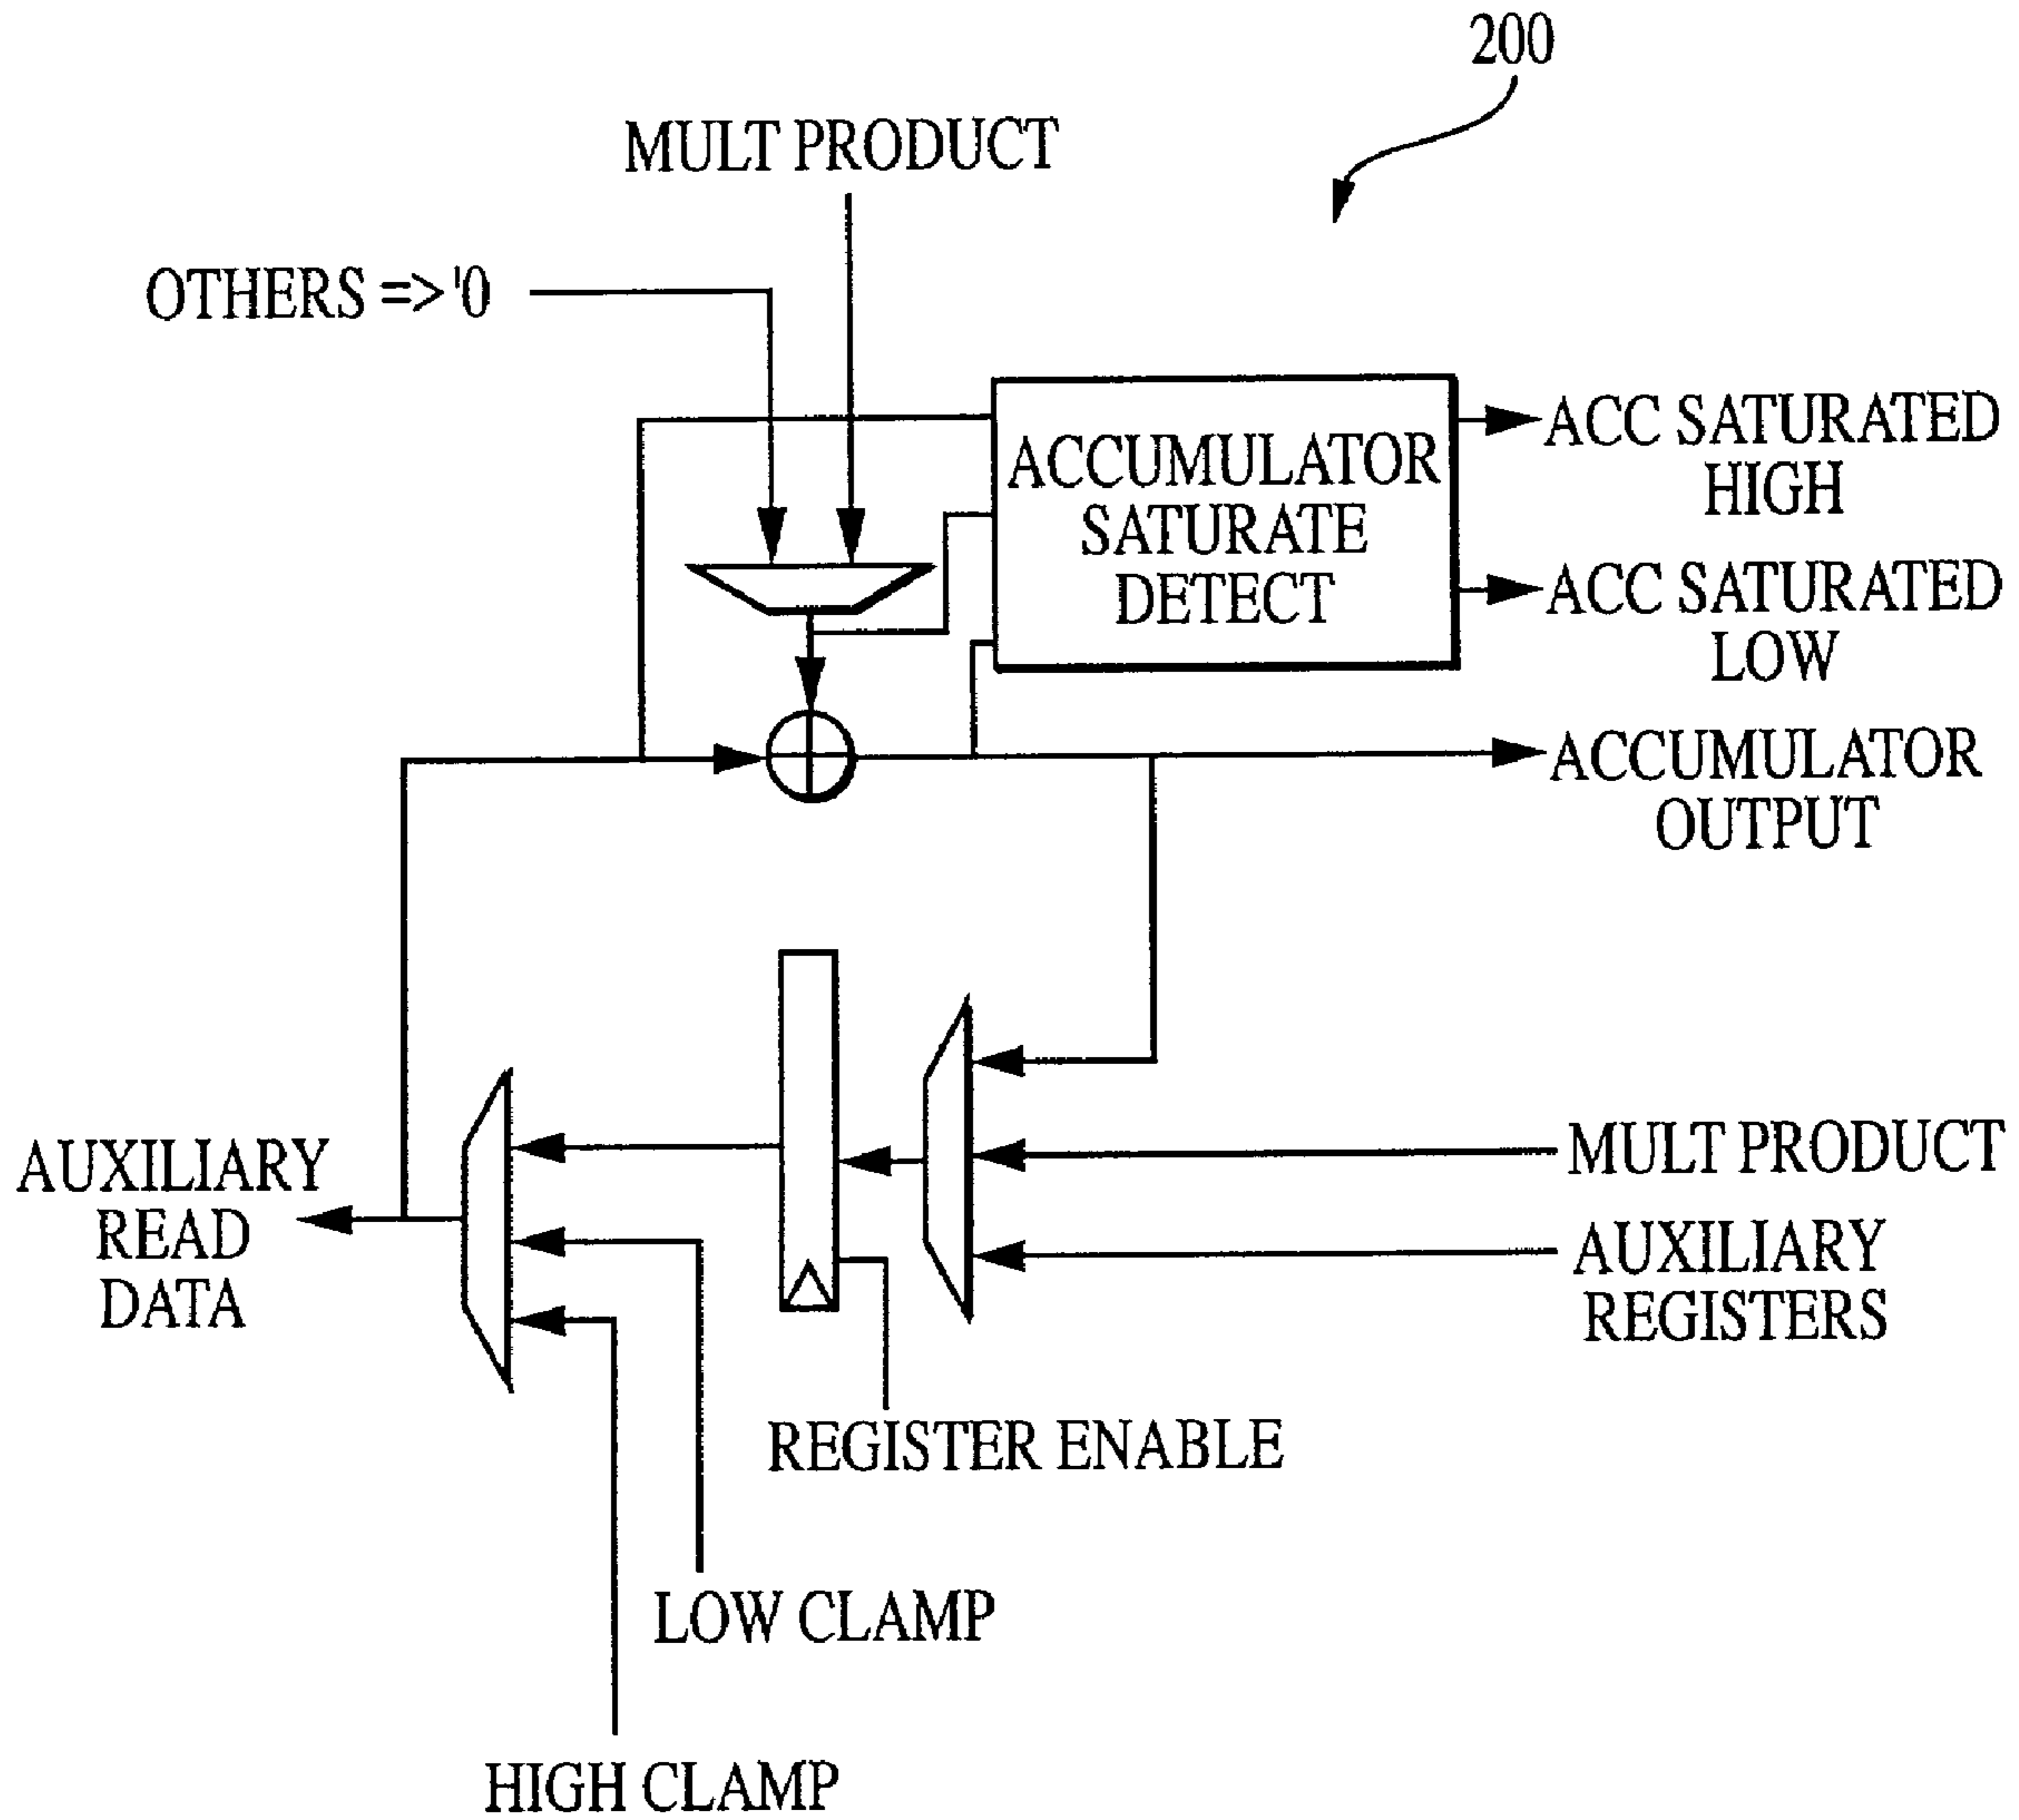 200
MULT PRODUCT
OTHERS => '0
ACCUMULATOR
SATURATE
DETECT
ACC SATURATED
HIGH
ACC SATURATED
LOW
ACCUMULATOR
OUTPUT
MULT PRODUCT
AUXILIARY
READ
DATA
AUXILIARY
REGISTERS
REGISTER ENABLE
LOW CLAMP
HIGH CLAMP